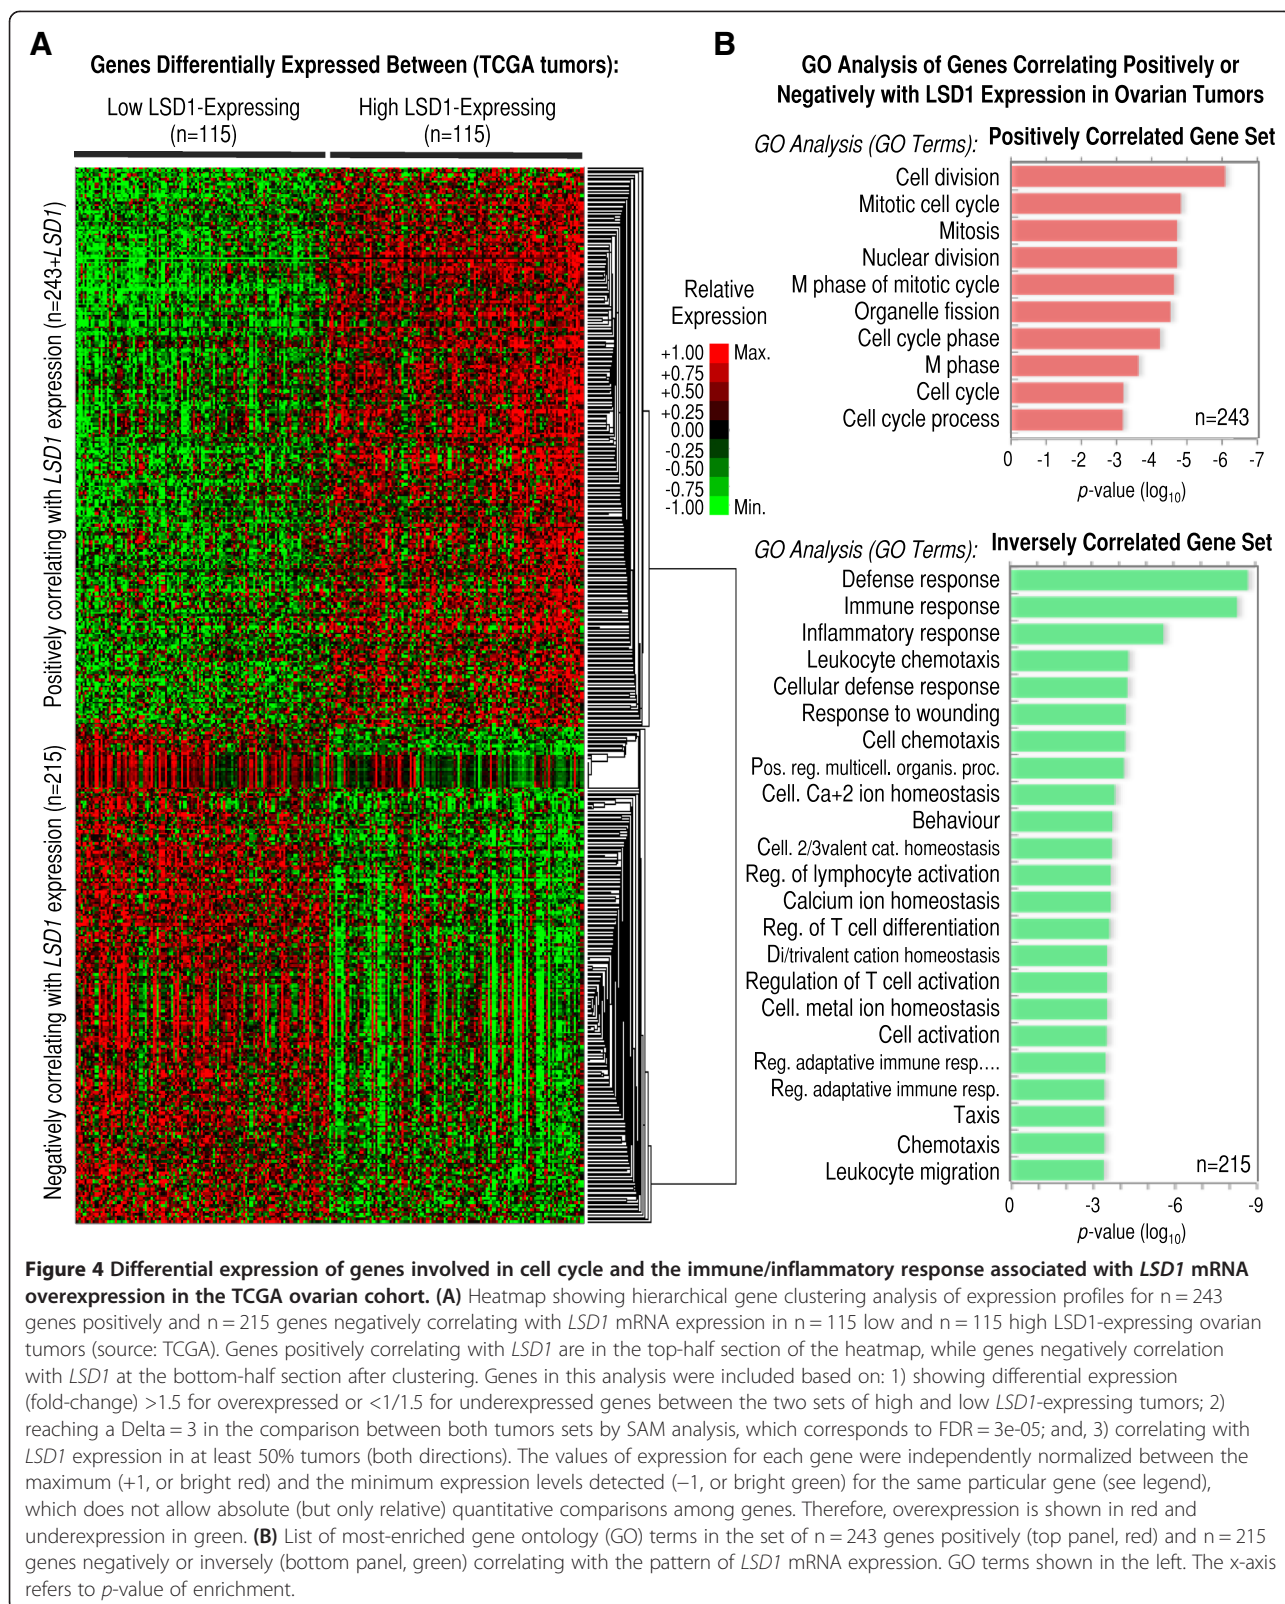 A
Genes Differentially Expressed Between (TCGA tumors):
Low LSD1-Expressing
(n=115)
High LSD1-Expressing
(n=115)
Positively correlating with LSD1 expression (n=243+LSD1)
Negatively correlating with LSD1 expression (n=215)
Relative
Expression
+1.00 Max.
+0.75
+0.50
+0.25
0.00
-0.25
-0.50
-0.75
-1.00 Min.
B
GO Analysis of Genes Correlating Positively or
Negatively with LSD1 Expression in Ovarian Tumors
GO Analysis (GO Terms): Positively Correlated Gene Set
Cell division
Mitotic cell cycle
Mitosis
Nuclear division
M phase of mitotic cycle
Organelle fission
Cell cycle phase
M phase
Cell cycle
Cell cycle process
n=243
0 -1 -2 -3 -4 -5 -6 -7
p-value (log10)
GO Analysis (GO Terms): Inversely Correlated Gene Set
Defense response
Immune response
Inflammatory response
Leukocyte chemotaxis
Cellular defense response
Response to wounding
Cell chemotaxis
Pos. reg. multicell. organis. proc.
Cell. Ca+2 ion homeostasis
Behaviour
Cell. 2/3valent cat. homeostasis
Reg. of lymphocyte activation
Calcium ion homeostasis
Reg. of T cell differentiation
Di/trivalent cation homeostasis
Regulation of T cell activation
Cell. metal ion homeostasis
Cell activation
Reg. adaptative immune resp....
Reg. adaptative immune resp.
Taxis
Chemotaxis
Leukocyte migration
n=215
0 -3 -6 -9
p-value (log10)
Figure 4 Differential expression of genes involved in cell cycle and the immune/inflammatory response associated with LSD1 mRNA
overexpression in the TCGA ovarian cohort. (A) Heatmap showing hierarchical gene clustering analysis of expression profiles for n = 243
genes positively and n = 215 genes negatively correlating with LSD1 mRNA expression in n = 115 low and n = 115 high LSD1-expressing ovarian
tumors (source: TCGA). Genes positively correlating with LSD1 are in the top-half section of the heatmap, while genes negatively correlation
with LSD1 at the bottom-half section after clustering. Genes in this analysis were included based on: 1) showing differential expression
(fold-change) >1.5 for overexpressed or <1/1.5 for underexpressed genes between the two sets of high and low LSD1-expressing tumors; 2)
reaching a Delta = 3 in the comparison between both tumors sets by SAM analysis, which corresponds to FDR = 3e-05; and, 3) correlating with
LSD1 expression in at least 50% tumors (both directions). The values of expression for each gene were independently normalized between the
maximum (+1, or bright red) and the minimum expression levels detected (−1, or bright green) for the same particular gene (see legend),
which does not allow absolute (but only relative) quantitative comparisons among genes. Therefore, overexpression is shown in red and
underexpression in green. (B) List of most-enriched gene ontology (GO) terms in the set of n = 243 genes positively (top panel, red) and n = 215
genes negatively or inversely (bottom panel, green) correlating with the pattern of LSD1 mRNA expression. GO terms shown in the left. The x-axis
refers to p-value of enrichment.